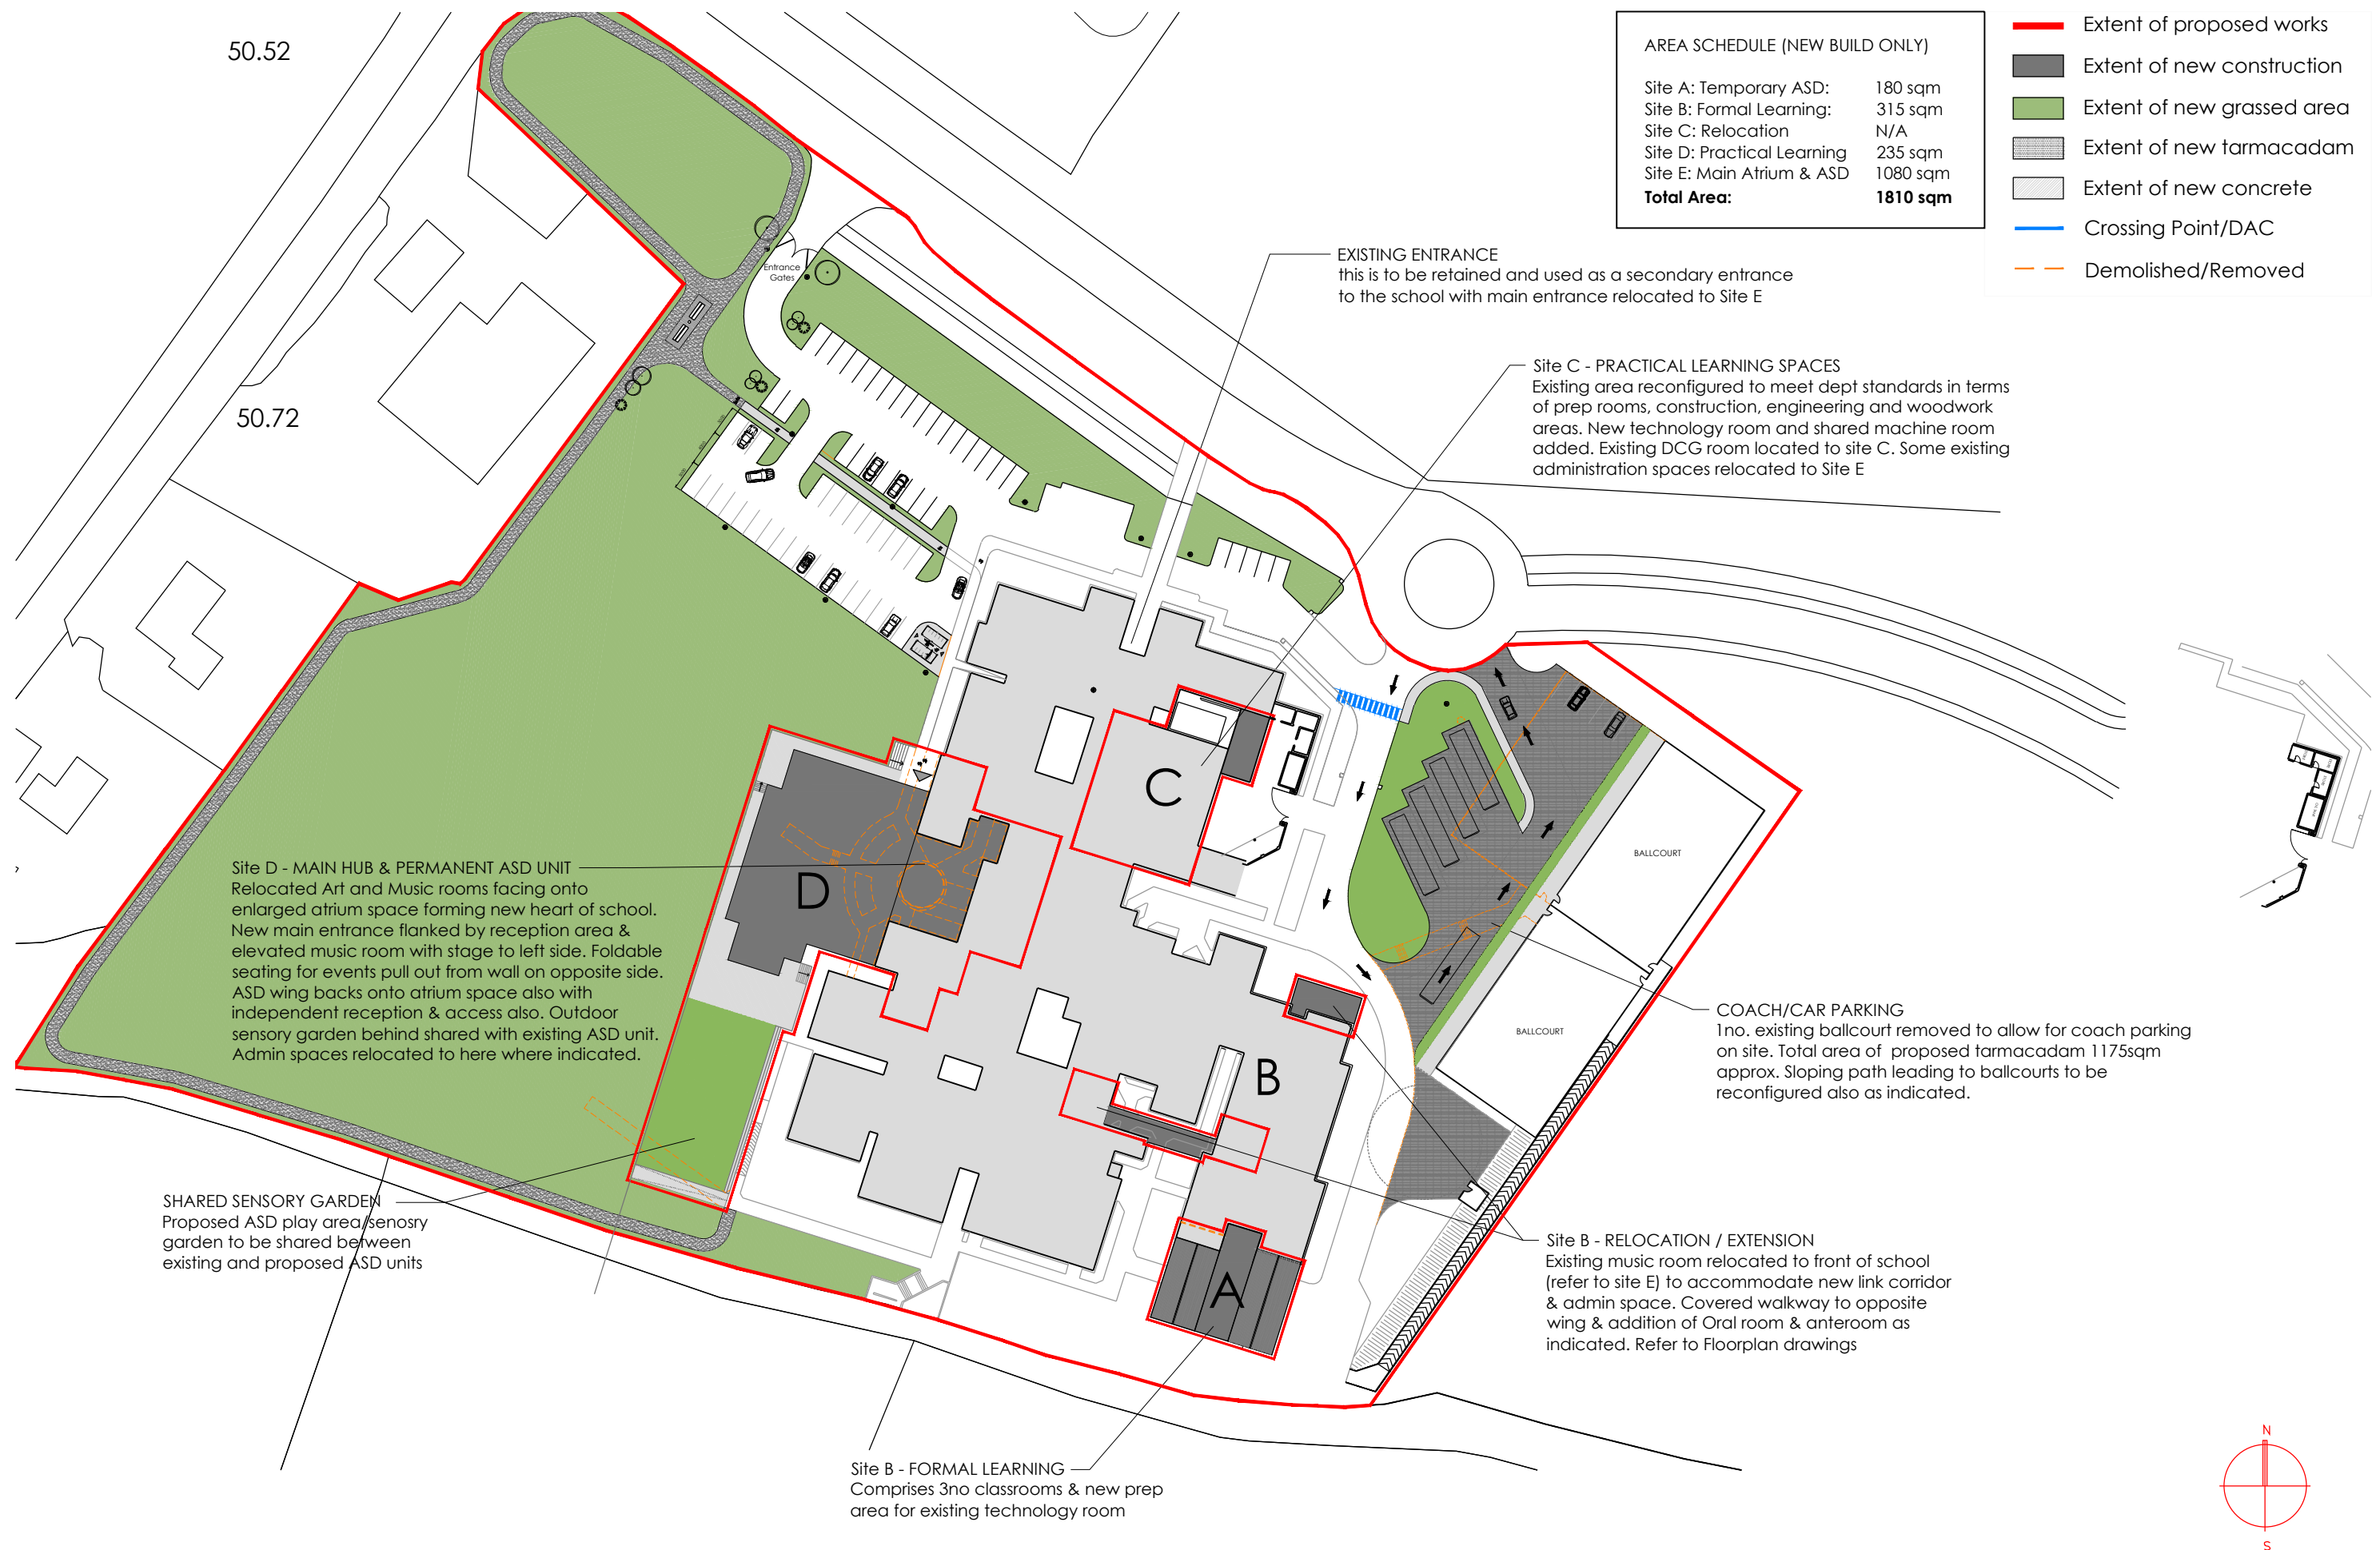 50.52
50.72
AREA SCHEDULE (NEW BUILD ONLY)
Site A: Temporary ASD: 180 sqm
Site B: Formal Learning: 315 sqm
Site C: Relocation N/A
Site D: Practical Learning 235 sqm
Site E: Main Atrium & ASD 1080 sqm
Total Area: 1810 sqm
Extent of proposed works
Extent of new construction
Extent of new grassed area
Extent of new tarmacadam
Extent of new concrete
Crossing Point/DAC
Demolished/Removed
Entrance
Gates
EXISTING ENTRANCE
this is to be retained and used as a secondary entrance
to the school with main entrance relocated to Site E
Site C - PRACTICAL LEARNING SPACES
Existing area reconfigured to meet dept standards in terms
of prep rooms, construction, engineering and woodwork
areas. New technology room and shared machine room
added. Existing DCG room located to site C. Some existing
administration spaces relocated to Site E
C
D
B
A
BALLCOURT
BALLCOURT
Site D - MAIN HUB & PERMANENT ASD UNIT
Relocated Art and Music rooms facing onto
enlarged atrium space forming new heart of school.
New main entrance flanked by reception area &
elevated music room with stage to left side. Foldable
seating for events pull out from wall on opposite side.
ASD wing backs onto atrium space also with
independent reception & access also. Outdoor
sensory garden behind shared with existing ASD unit.
Admin spaces relocated to here where indicated.
COACH/CAR PARKING
1no. existing ballcourt removed to allow for coach parking
on site. Total area of proposed tarmacadam 1175sqm
approx. Sloping path leading to ballcourts to be
reconfigured also as indicated.
SHARED SENSORY GARDEN
Proposed ASD play area/senosry
garden to be shared between
existing and proposed ASD units
Site B - RELOCATION / EXTENSION
Existing music room relocated to front of school
(refer to site E) to accommodate new link corridor
& admin space. Covered walkway to opposite
wing & addition of Oral room & anteroom as
indicated. Refer to Floorplan drawings
Site B - FORMAL LEARNING
Comprises 3no classrooms & new prep
area for existing technology room
N
S